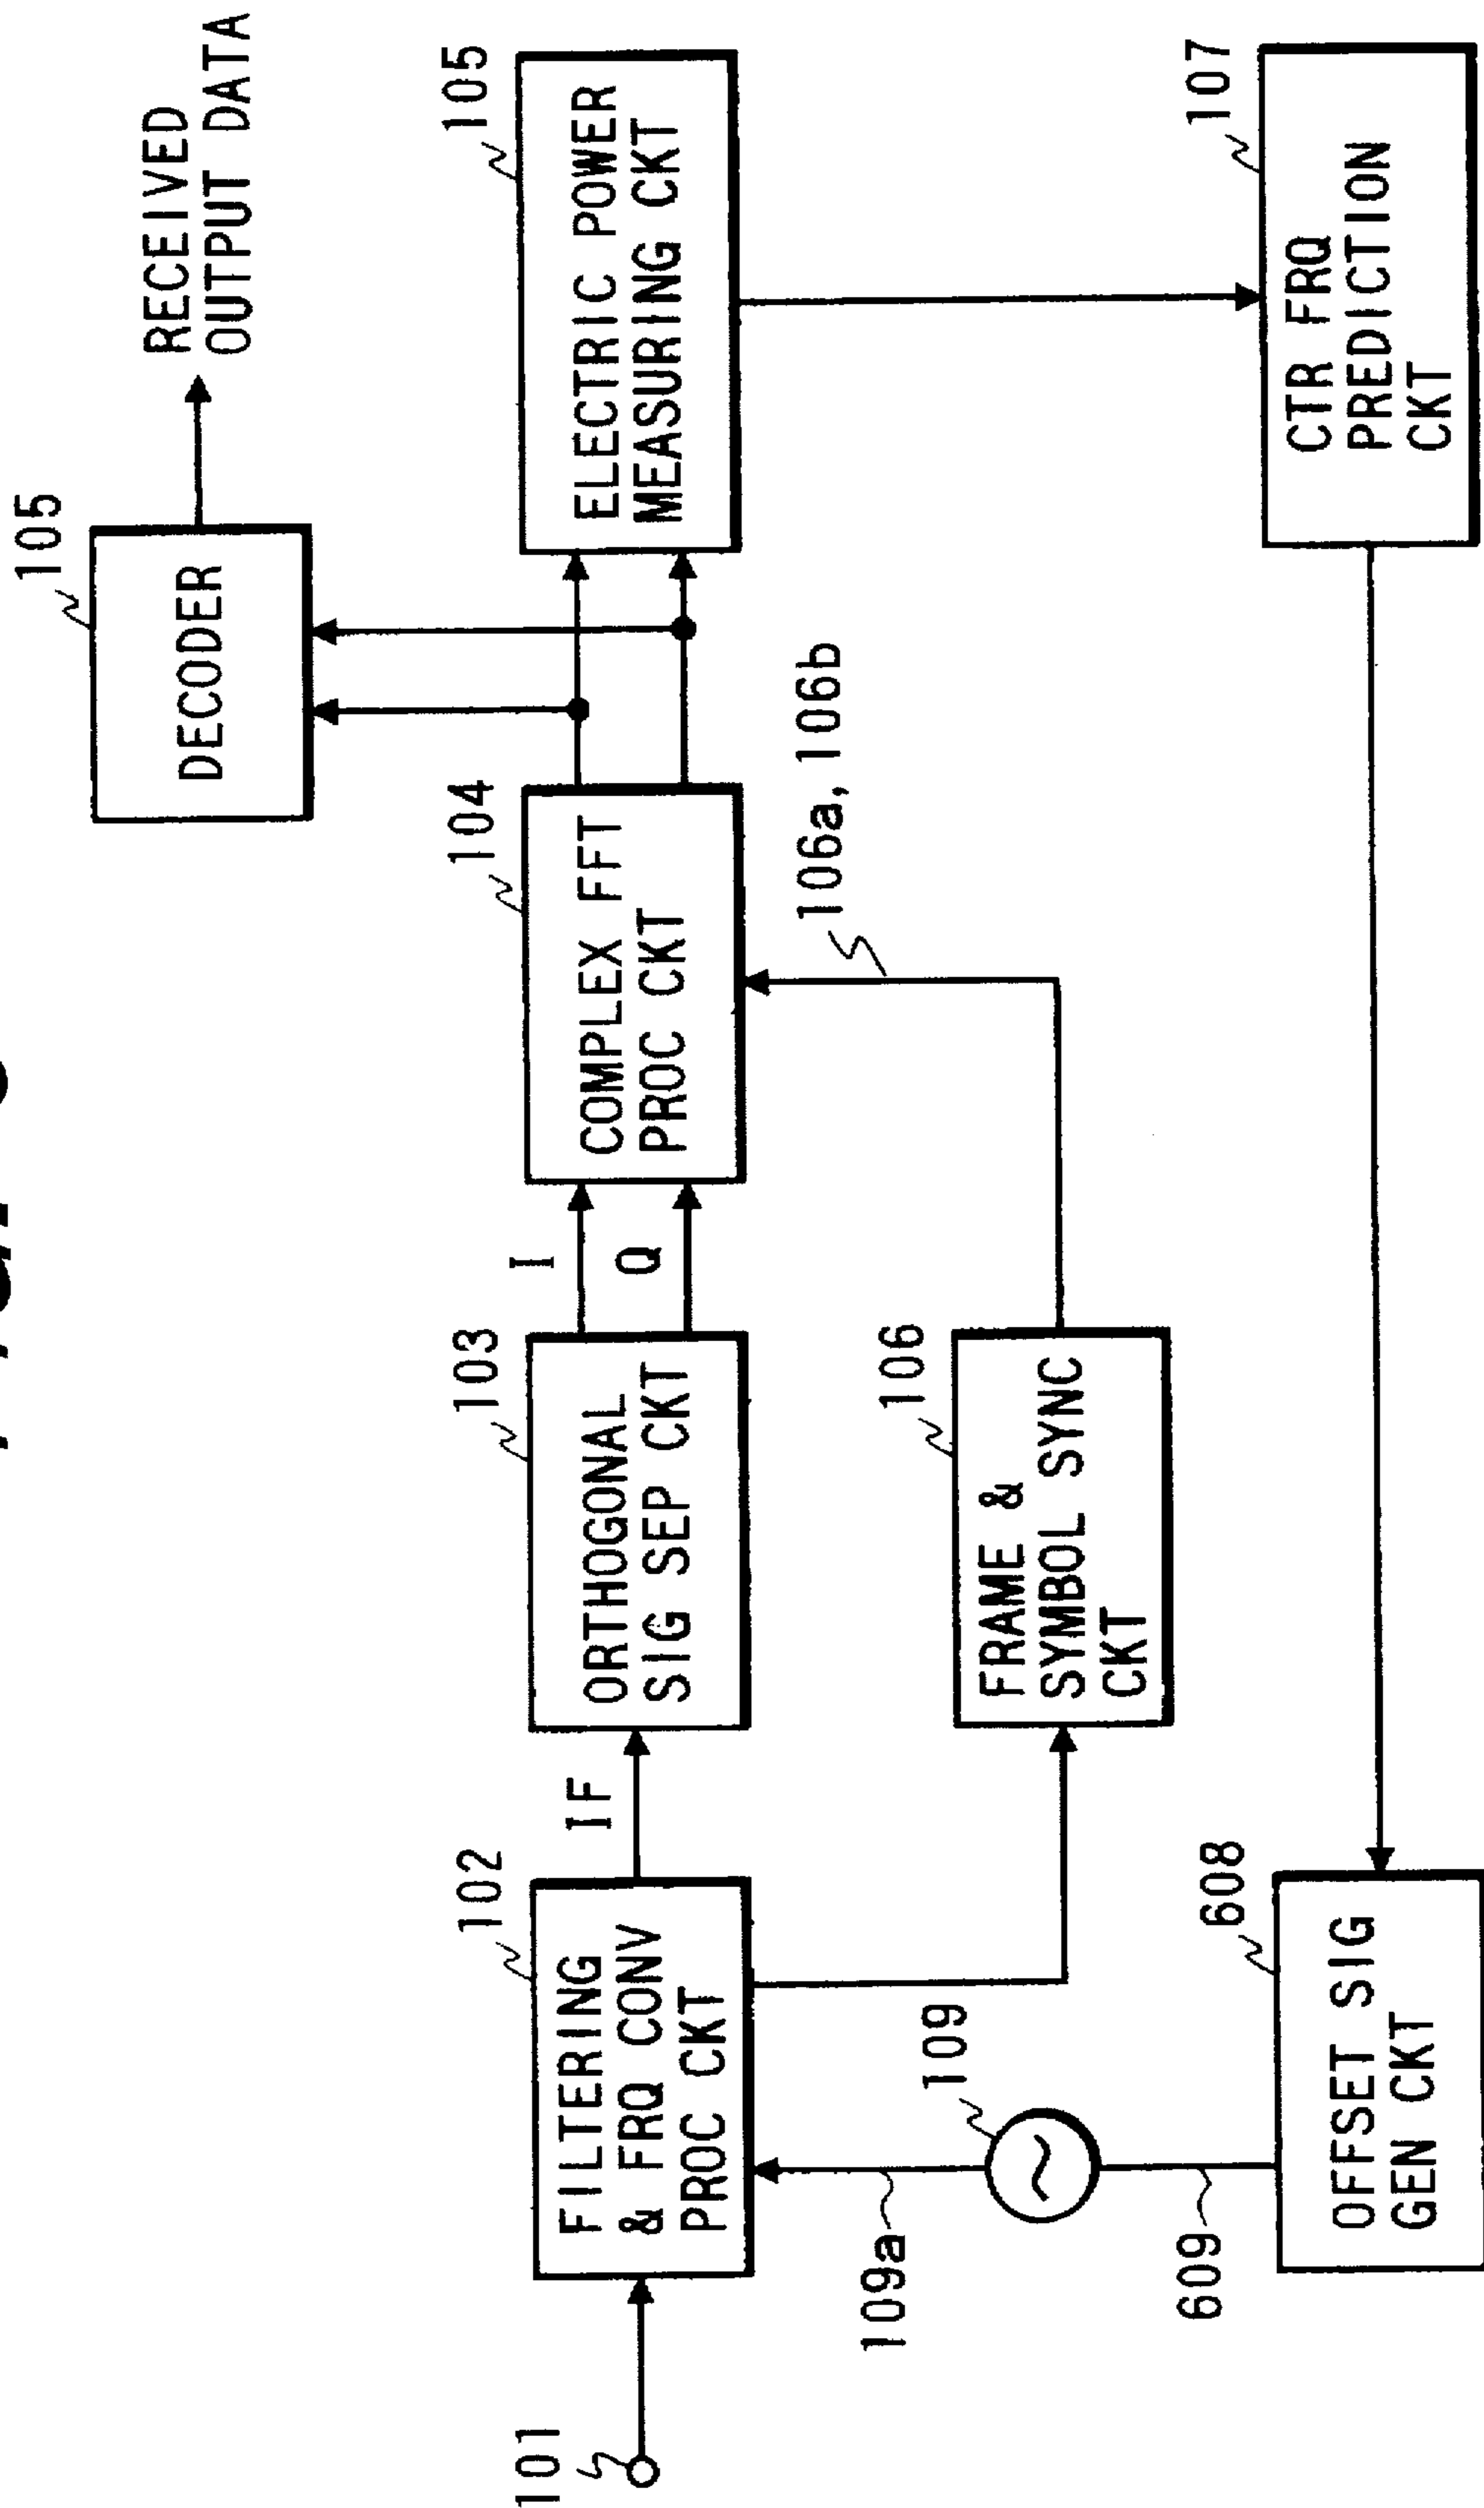 105
DECODER
RECEIVED
OUTPUT DATA
101
102
FILTERING
& FRQ CONV
PROC CKT
IF
103
ORTHOGONAL
SIG SEP CKT
I
Q
104
COMPLEX FFT
PROC CKT
105
ELECTRIC POWER
MEASURING CKT
106a, 106b
109a
109
106
FRAME &
SYMBOL SYNC
CKT
609
608
OFFSET SIG
GEN CKT
107
CTR FRQ
PREDICTION
CKT